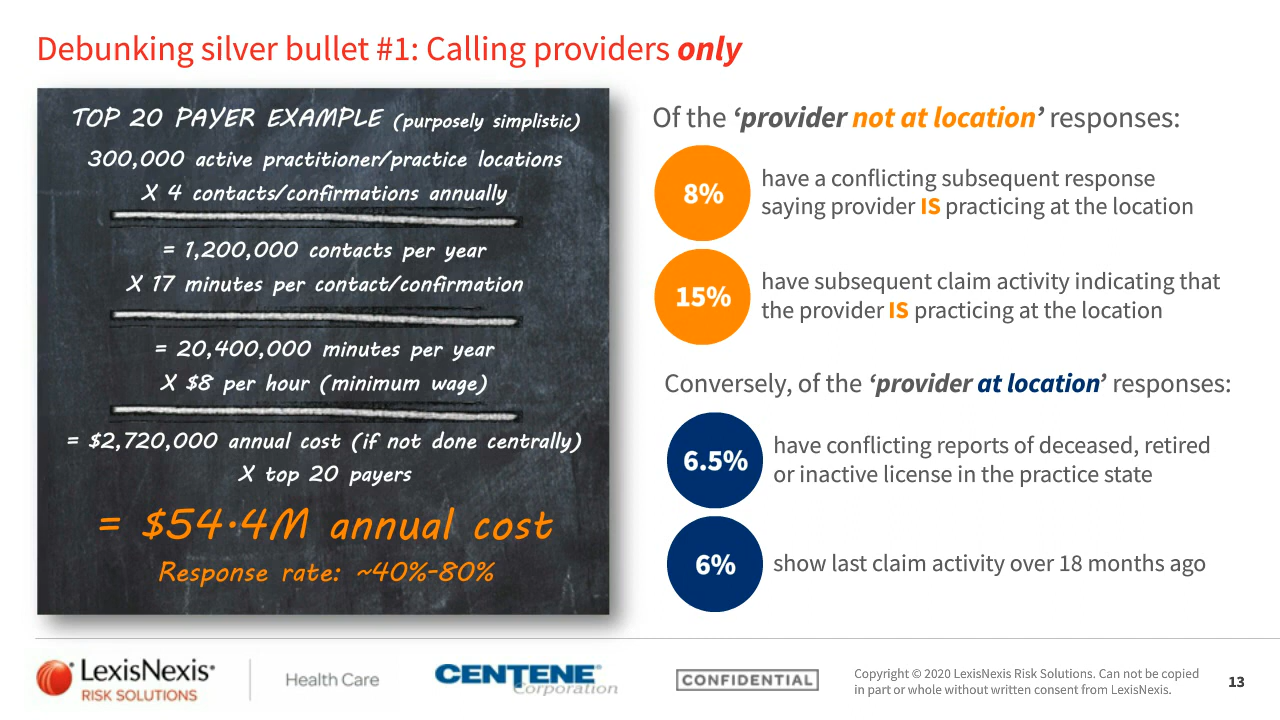 Debunking silver bullet #1: Calling providers only
TOP 20 PAYER EXAMPLE (purposely simplistic)
300,000 active practitioner/practice locations
X 4 contacts/confirmations annually
= 1,200,000 contacts per year
X 17 minutes per contact/confirmation
= 20,400,000 minutes per year
X $8 per hour (minimum wage)
= $2,720,000 annual cost (if not done centrally)
X top 20 payers
= $54.4M annual cost
Response rate: ~40%-80%
Of the ‘provider not at location’ responses:
8%
have a conflicting subsequent response
saying provider IS practicing at the location
15%
have subsequent claim activity indicating that
the provider IS practicing at the location
Conversely, of the ‘provider at location’ responses:
6.5%
have conflicting reports of deceased, retired
or inactive license in the practice state
6%
show last claim activity over 18 months ago
LexisNexis®
RISK SOLUTIONS
Health Care
CENTENE®
Corporation
CONFIDENTIAL
Copyright © 2020 LexisNexis Risk Solutions. Can not be copied
in part or whole without written consent from LexisNexis.
13